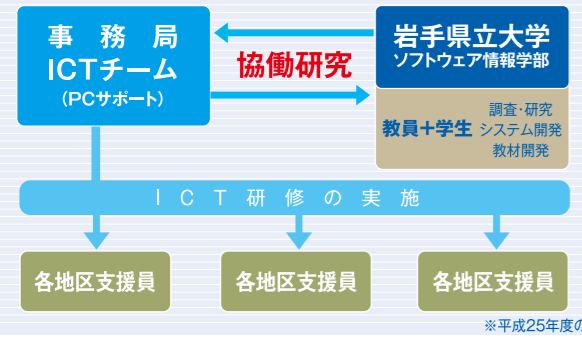 事務局
ICTチーム
(PCサポート)
協働研究
岩手県立大学
ソフトウェア情報学部
教員+学生
調査・研究
システム開発
教材開発
ICT研修の実施
各地区支援員
各地区支援員
各地区支援員
※平成25年度の